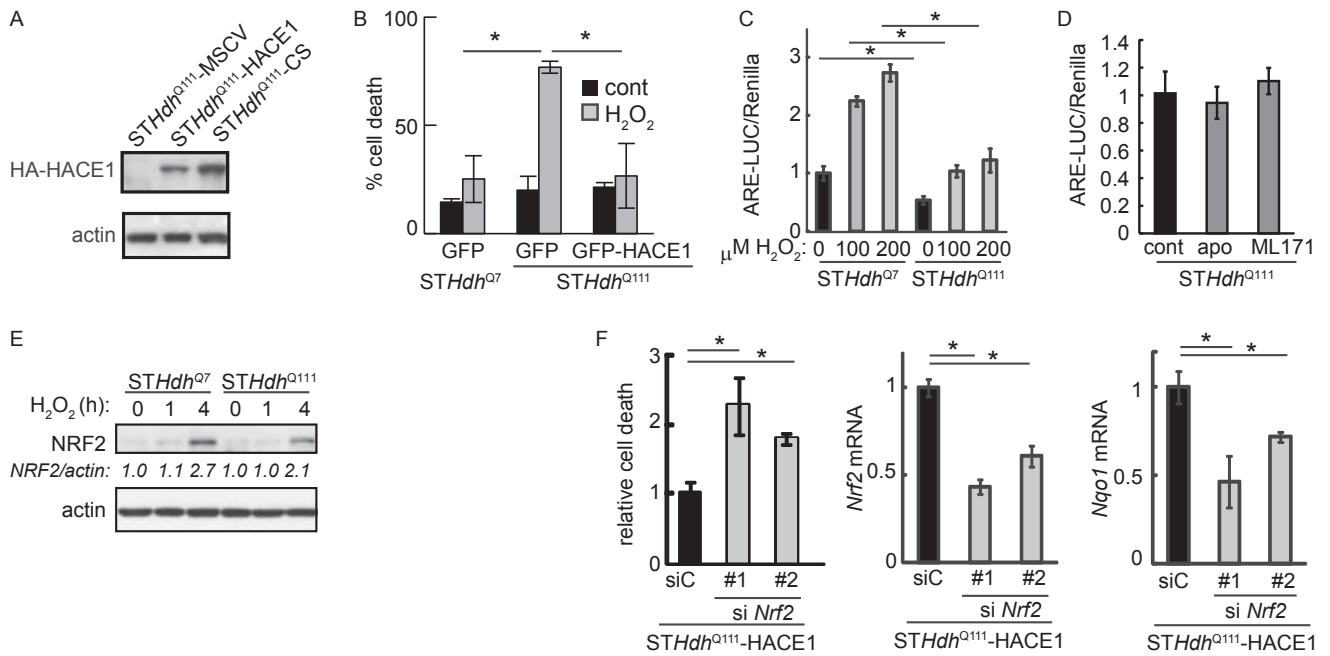 A
STHdhQ111-MSCV
STHdhQ111-HACE1
STHdhQ111-CS
HA-HACE1
actin
B
% cell death
100
50
0
* *
cont
H2O2
GFP GFP GFP-HACE1
STHdhQ7 STHdhQ111
C
ARE-LUC/Renilla
3
2
1
0
*
*
*
μM H2O2: 0 100 200 0 100 200
STHdhQ7 STHdhQ111
D
ARE-LUC/Renilla
1.4
1.2
1.0
0.8
0.6
0.4
0.2
0
cont apo ML171
STHdhQ111
E
STHdhQ7 STHdhQ111
H2O2 (h): 0 1 4 0 1 4
NRF2
NRF2/actin: 1.0 1.1 2.7 1.0 1.0 2.1
actin
F
relative cell death
3
2
1
0
*
*
siC #1 #2
si Nrf2
STHdhQ111-HACE1
Nrf2 mRNA
1
0.5
0
*
*
siC #1 #2
si Nrf2
STHdhQ111-HACE1
Nqo1 mRNA
1
0.5
0
*
*
siC #1 #2
si Nrf2
STHdhQ111-HACE1